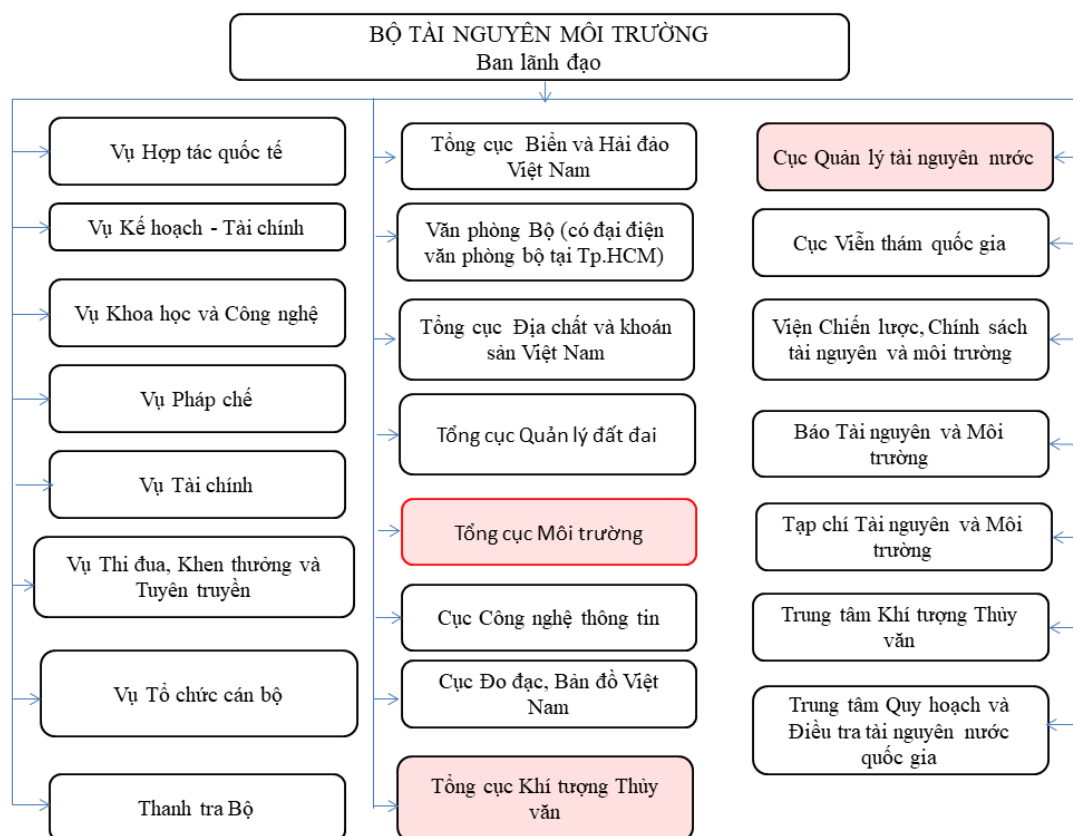 BỘ TÀI NGUYÊN MÔI TRƯỜNG
Ban lãnh đạo
Vụ Hợp tác quốc tế
Vụ Kế hoạch - Tài chính
Vụ Khoa học và Công nghệ
Vụ Pháp chế
Vụ Tài chính
Vụ Thi đua, Khen thưởng và
Tuyên truyền
Vụ Tổ chức cán bộ
Thanh tra Bộ
Tổng cục Biển và Hải đảo
Việt Nam
Văn phòng Bộ (có đại điện
văn phòng bộ tại Tp.HCM)
Tổng cục Địa chất và khoán
sản Việt Nam
Tổng cục Quản lý đất đai
Tổng cục Môi trường
Cục Công nghệ thông tin
Cục Đo đạc, Bản đồ Việt
Nam
Tổng cục Khí tượng Thủy
văn
Cục Quản lý tài nguyên nước
Cục Viễn thám quốc gia
Viện Chiến lược, Chính sách
tài nguyên và môi trường
Báo Tài nguyên và Môi
trường
Tạp chí Tài nguyên và Môi
trường
Trung tâm Khí tượng Thủy
văn
Trung tâm Quy hoạch và
Điều tra tài nguyên nước
quốc gia